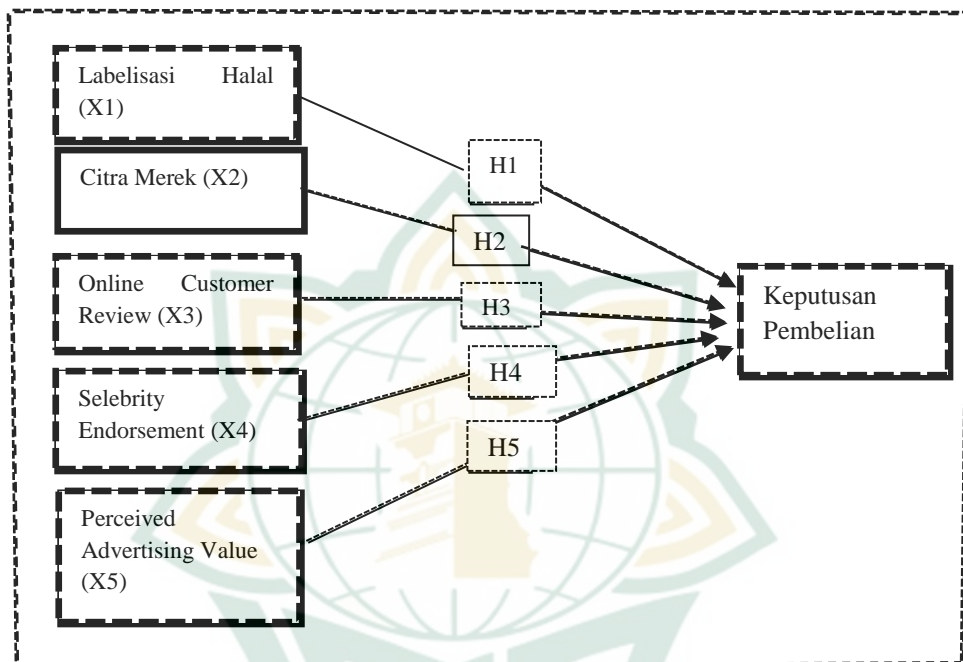 Labelisasi Halal
(X1)
H1
Citra Merek (X2)
H2
Online Customer
Review (X3)
H3
Keputusan
Pembelian
Selebrity
Endorsement (X4)
H4
H5
Perceived
Advertising Value
(X5)